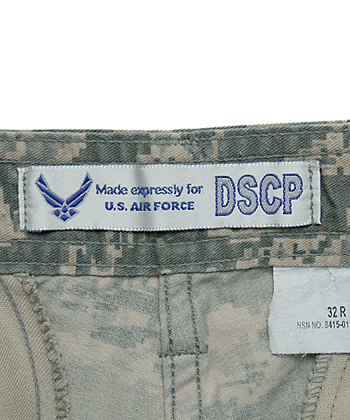 Made expressly for
U.S. AIR FORCE
DSCP
32 R
NSN NO. 8415-01